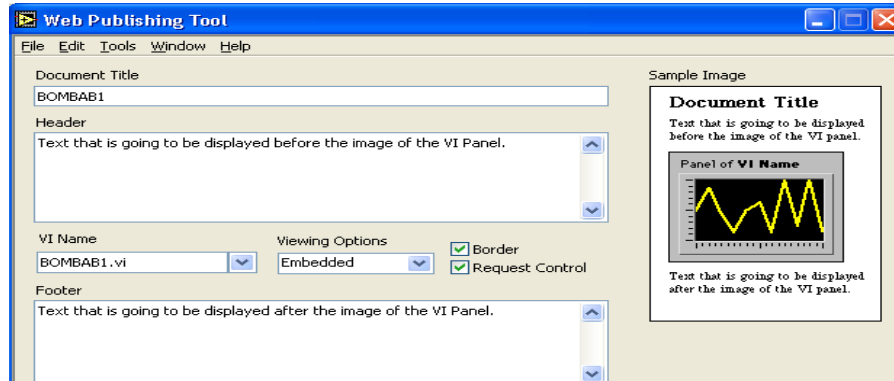 Web Publishing Tool
File Edit Tools Window Help
Document Title
BOMBAB1
Header
Text that is going to be displayed before the image of the VI Panel.
VI Name
BOMBAB1.vi
Viewing Options
Embedded
Border
Request Control
Footer
Text that is going to be displayed after the image of the VI Panel.
Sample Image
Document Title
Text that is going to be displayed
before the image of the VI panel.
Panel of VI Name
Text that is going to be displayed
after the image of the VI panel.